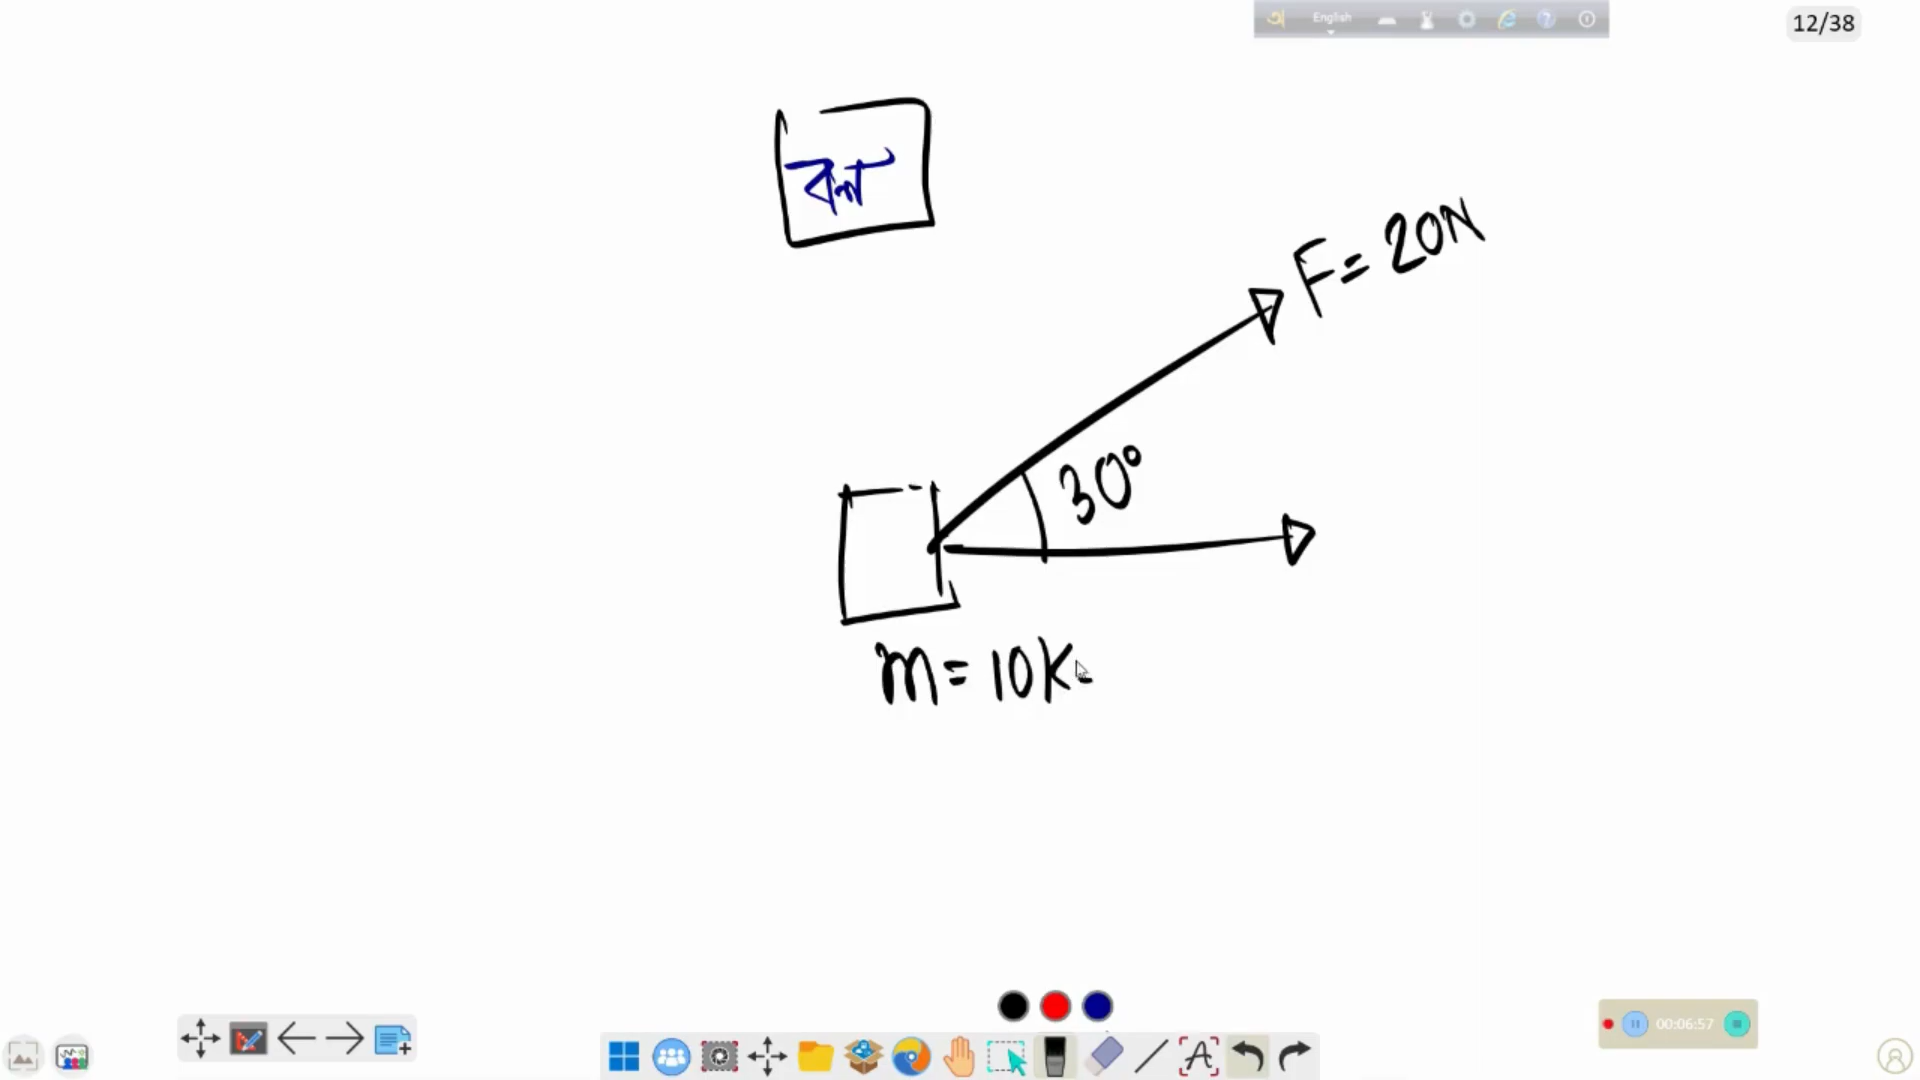 English
12/38
বল
F = 20N
30°
m = 10K
00:06:57